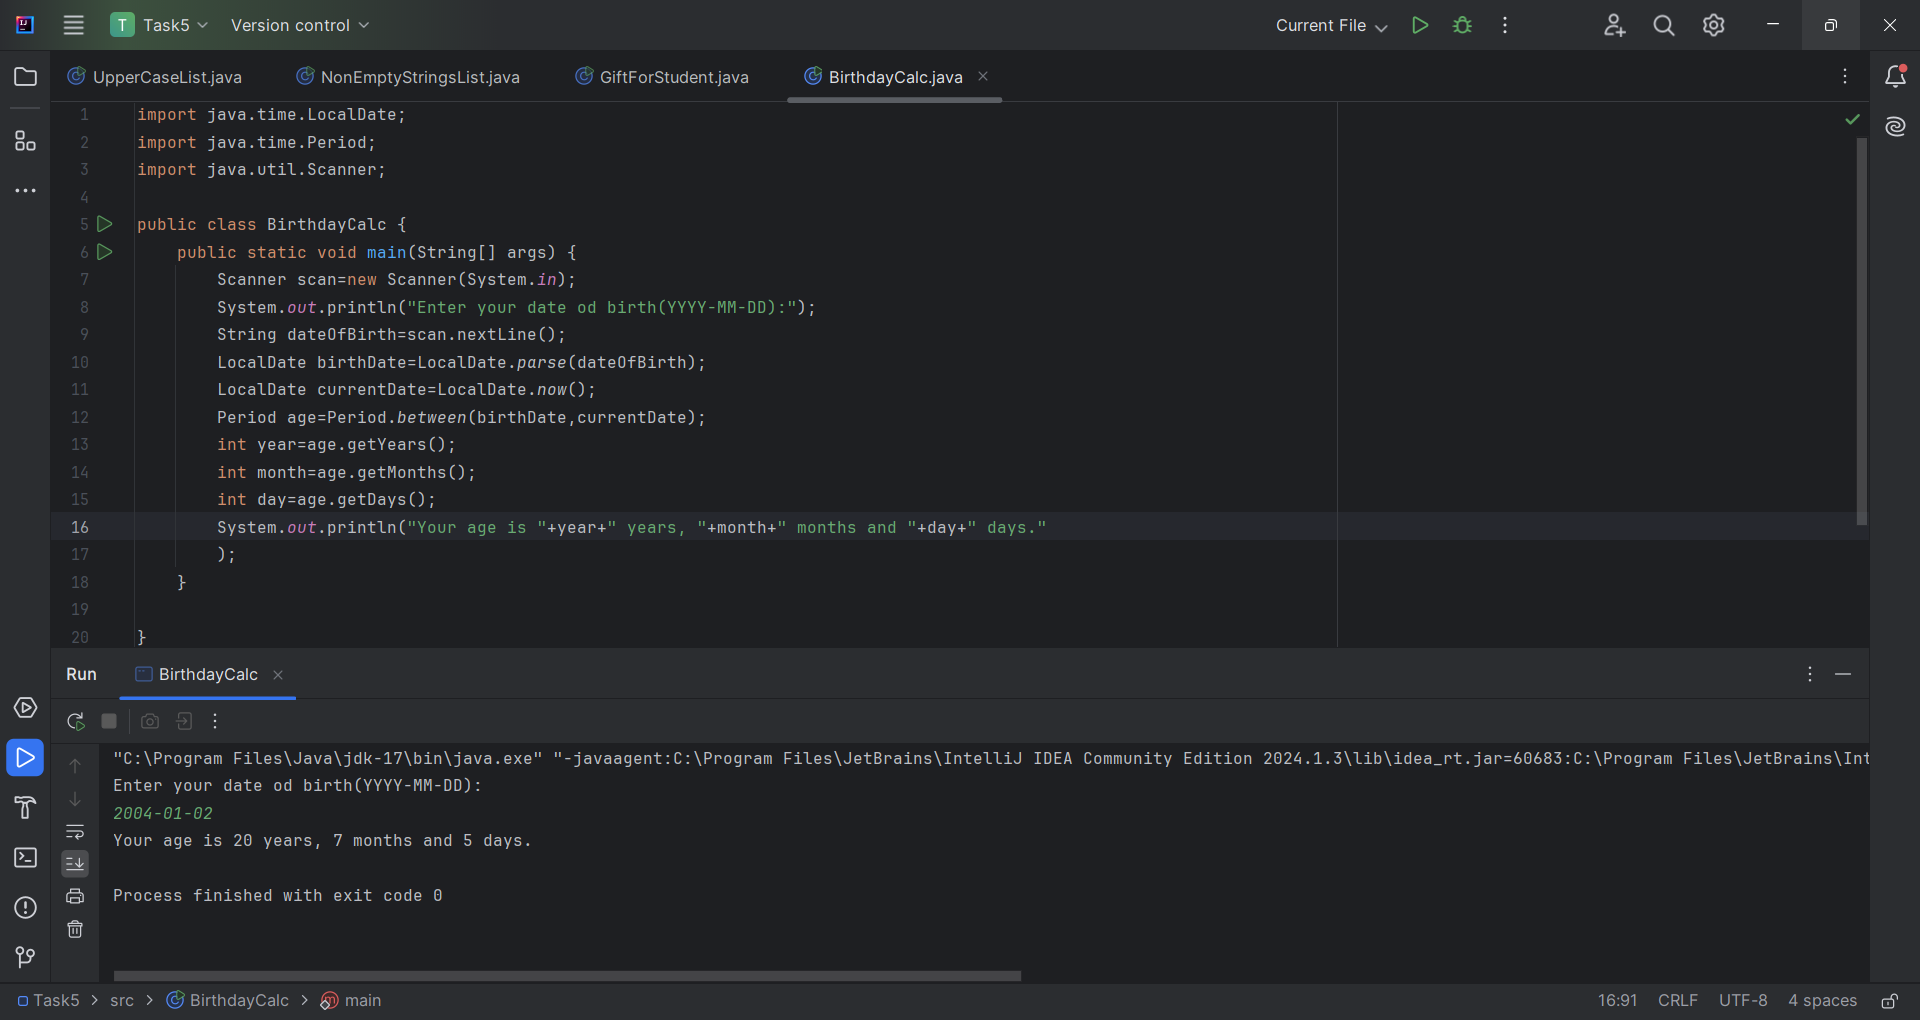 T Task5 Version control Current File
UpperCaseList.java NonEmptyStringsList.java GiftForStudent.java BirthdayCalc.java
1 import java.time.LocalDate;
2 import java.time.Period;
3 import java.util.Scanner;
4
5 public class BirthdayCalc {
6 public static void main(String[] args) {
7 Scanner scan=new Scanner(System.in);
8 System.out.println("Enter your date od birth(YYYY-MM-DD):");
9 String dateOfBirth=scan.nextLine();
10 LocalDate birthDate=LocalDate.parse(dateOfBirth);
11 LocalDate currentDate=LocalDate.now();
12 Period age=Period.between(birthDate,currentDate);
13 int year=age.getYears();
14 int month=age.getMonths();
15 int day=age.getDays();
16 System.out.println("Your age is "+year+" years, "+month+" months and "+day+" days."
17 );
18 }
19
20 }
Run BirthdayCalc
"C:\Program Files\Java\jdk-17\bin\java.exe" "-javaagent:C:\Program Files\JetBrains\IntelliJ IDEA Community Edition 2024.1.3\lib\idea_rt.jar=60683:C:\Program Files\JetBrains\Int
Enter your date od birth(YYYY-MM-DD):
2004-01-02
Your age is 20 years, 7 months and 5 days.
Process finished with exit code 0
Task5 > src > BirthdayCalc > main 16:91 CRLF UTF-8 4 spaces